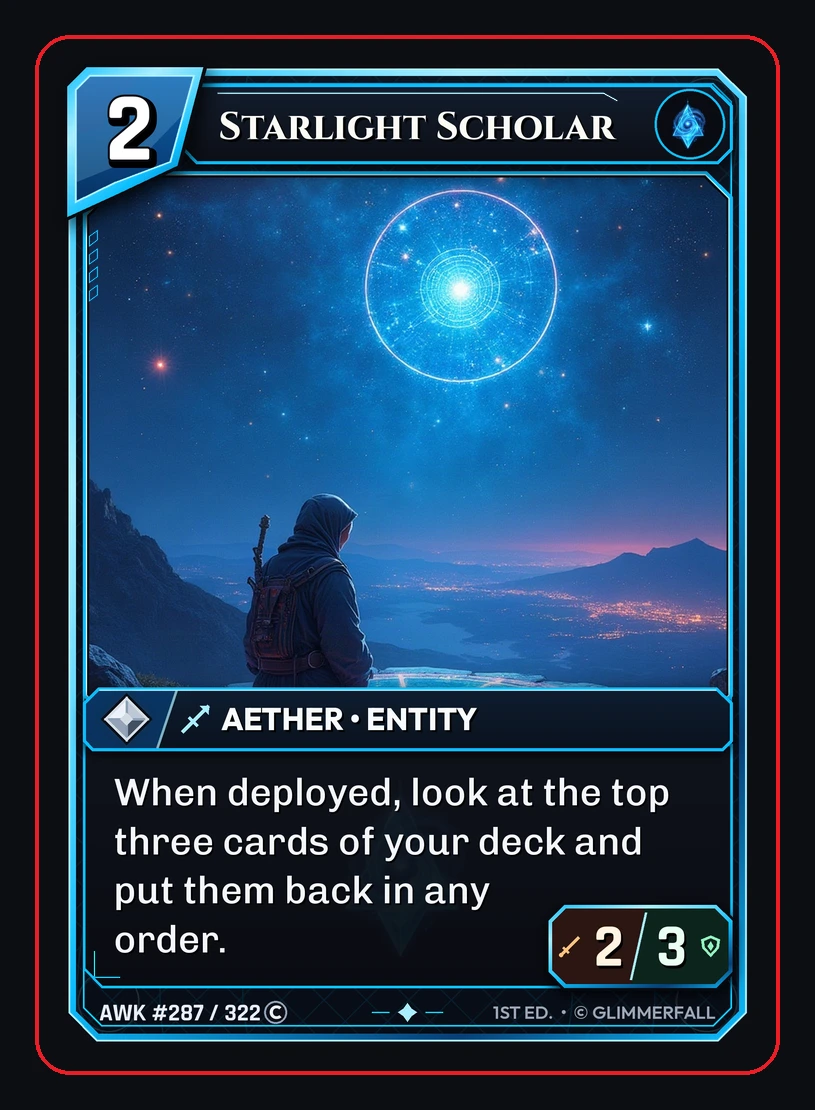 2
STARLIGHT SCHOLAR
AETHER • ENTITY
When deployed, look at the top
three cards of your deck and
put them back in any
order.
2 / 3
AWK #287 / 322 Ⓒ
1ST ED. • © GLIMMERFALL